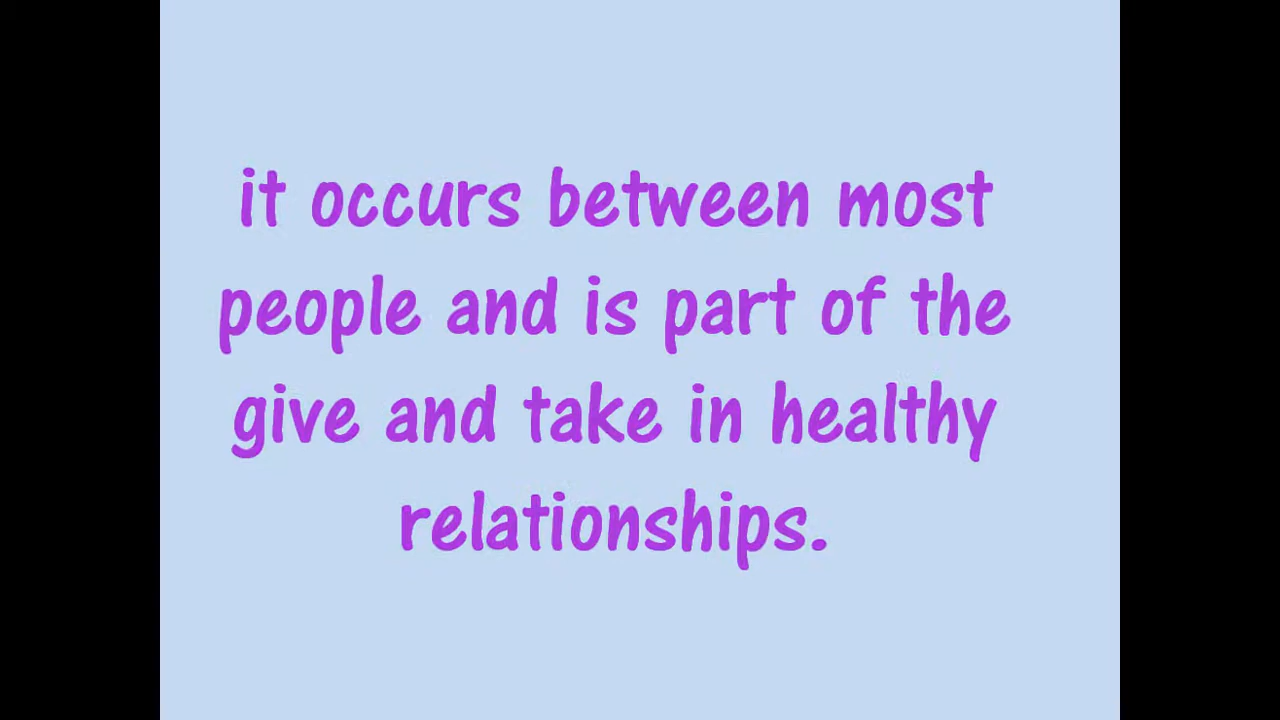 it occurs between most
people and is part of the
give and take in healthy
relationships.